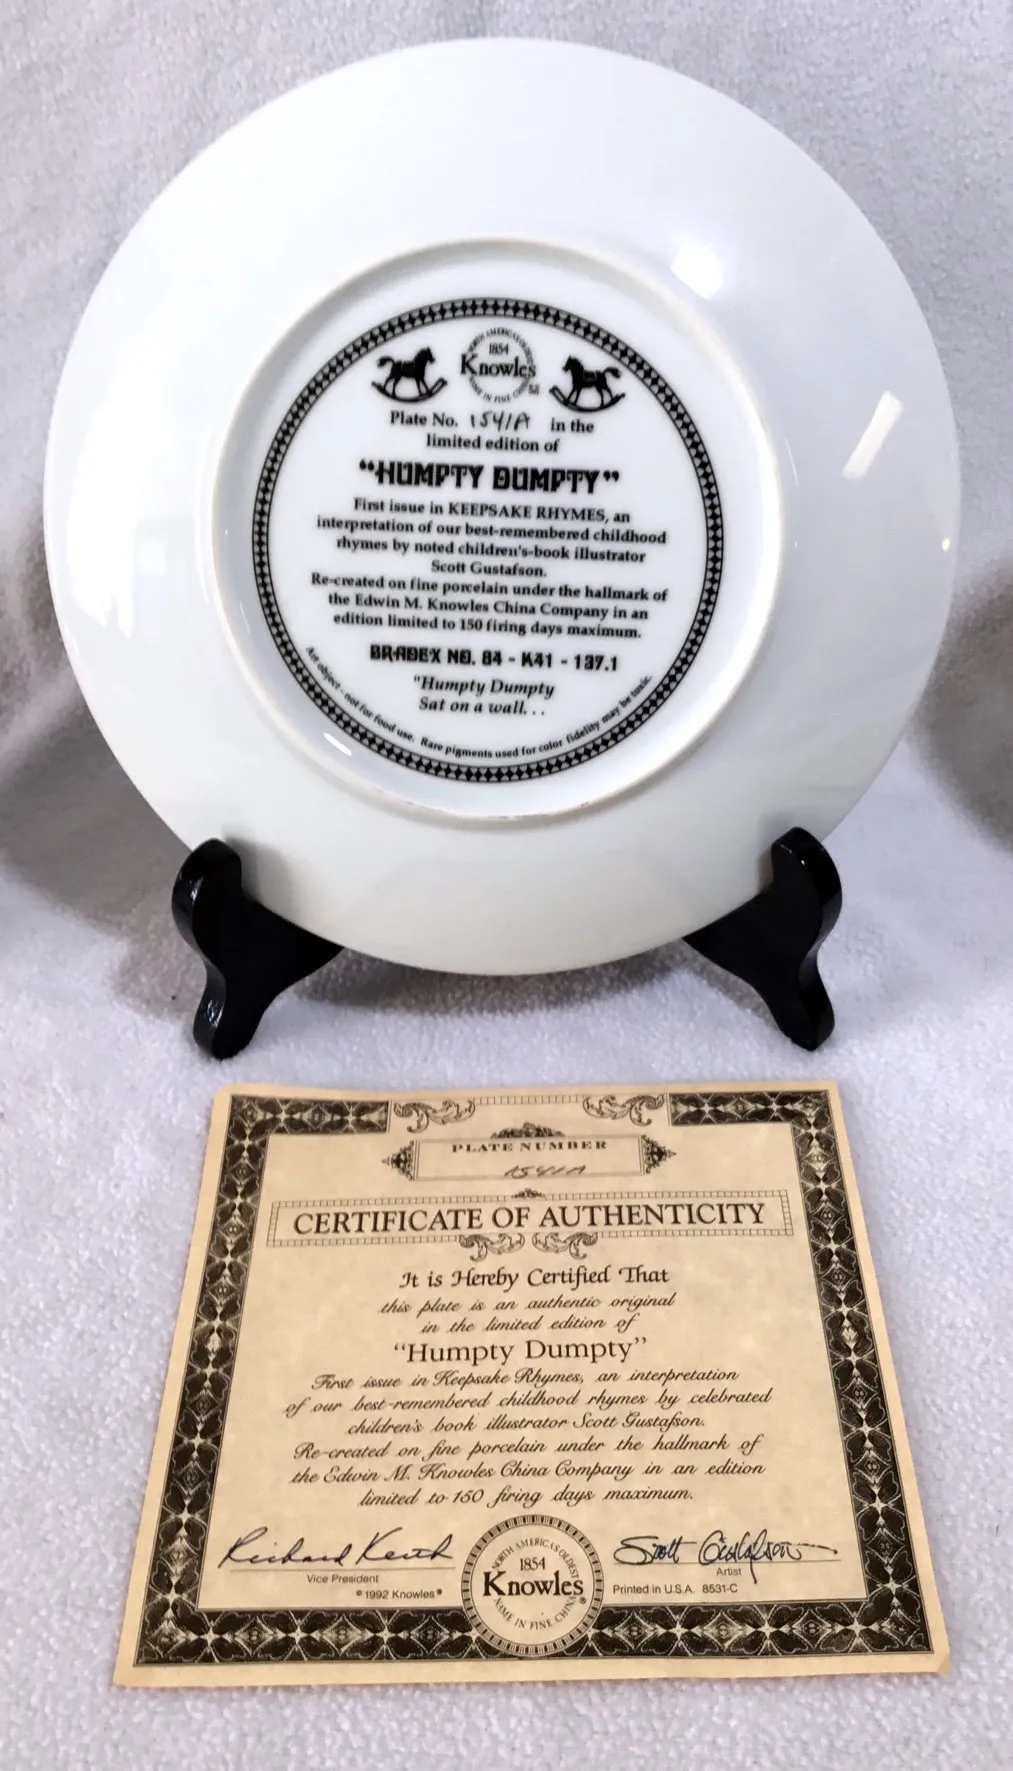 NORTH AMERICA'S OLDEST
1854
Knowles
NAME IN FINE CHINA
Plate No. 1541A in the
limited edition of
"HUMPTY DUMPTY"
First issue in KEEPSAKE RHYMES, an
interpretation of our best-remembered childhood
rhymes by noted children's-book illustrator
Scott Gustafson.
Re-created on fine porcelain under the hallmark of
the Edwin M. Knowles China Company in an
edition limited to 150 firing days maximum.
BRADEX NO. 84 - K41 - 137.1
"Humpty Dumpty
Sat on a wall. . .
Art object - not for food use. Rare pigments used for color fidelity may be toxic.
PLATE NUMBER
1541A
CERTIFICATE OF AUTHENTICITY
It is Hereby Certified That
this plate is an authentic original
in the limited edition of
"Humpty Dumpty"
First issue in Keepsake Rhymes, an interpretation
of our best-remembered childhood rhymes by celebrated
children's book illustrator Scott Gustafson.
Re-created on fine porcelain under the hallmark of
the Edwin M. Knowles China Company in an edition
limited to 150 firing days maximum.
Richard Keith
Vice President
© 1992 Knowles®
NORTH AMERICA'S OLDEST
1854
Knowles®
NAME IN FINE CHINA
Scott Gustafson
Artist
Printed in U.S.A. 8531-C